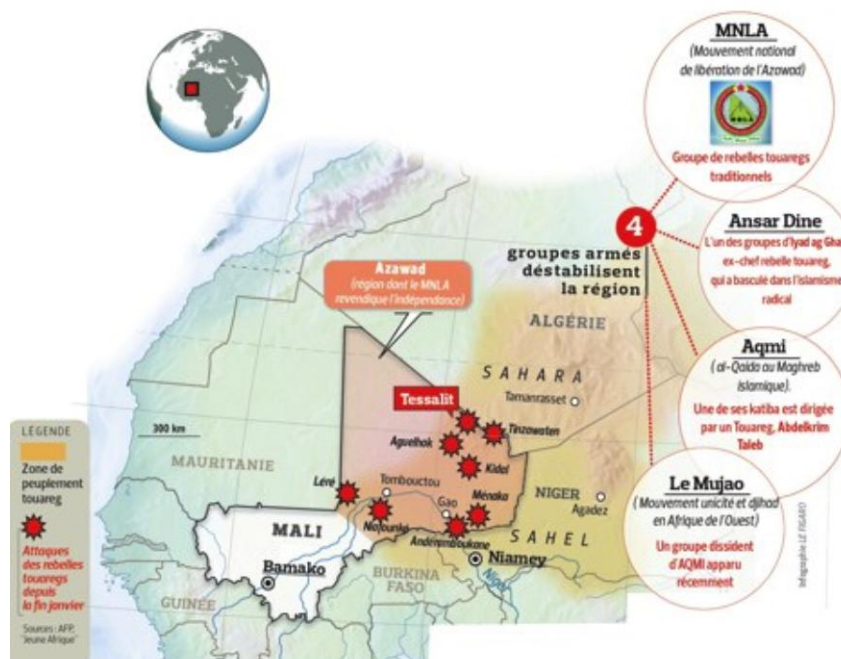 MNLA
(Mouvement national
de libération de l'Azawad)
MNLA
Groupe de rebelles touaregs
traditionnels
4
groupes armés
déstabilisent
la région
Ansar Dine
L'un des groupes d'Iyad ag Gha
ex-chef rebelle touareg,
qui a basculé dans l'islamisme
radical
Aqmi
( al-Qaida au Maghreb
islamique).
Une de ses katiba est dirigée
par un Touareg, Abdelkrim
Taleb
Le Mujao
( Mouvement unicité et djihad
en Afrique de l'Ouest)
Un groupe dissident
d'AQMI apparu
récemment
Azawad
(région dont le MNLA
revendique l'indépendance)
ALGÉRIE
SAHARA
Tamanrasset
Tessalit
Tinzawaten
Aguelhok
Kidal
300 km
MAURITANIE
Léré
Tombouctou
Niafounké
Gao
Ménaka
Andéramboukane
NIGER
Agadez
SAHEL
MALI
Bamako
Niamey
Niger
BURKINA
FASO
GUINÉE
LÉGENDE
Zone de
peuplement
touareg
Attaques
des rebelles
touaregs
depuis
la fin janvier
Sources : AFP,
"Jeune Afrique"
Infographie LE FIGARO